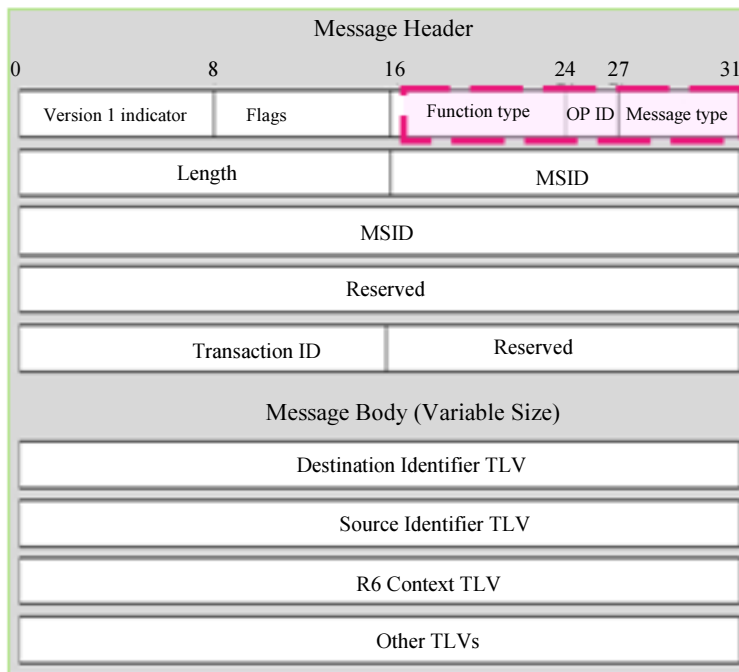 Message Header
0 8 16 24 27 31
Version 1 indicator Flags Function type OP ID Message type
Length MSID
MSID
Reserved
Transaction ID Reserved
Message Body (Variable Size)
Destination Identifier TLV
Source Identifier TLV
R6 Context TLV
Other TLVs